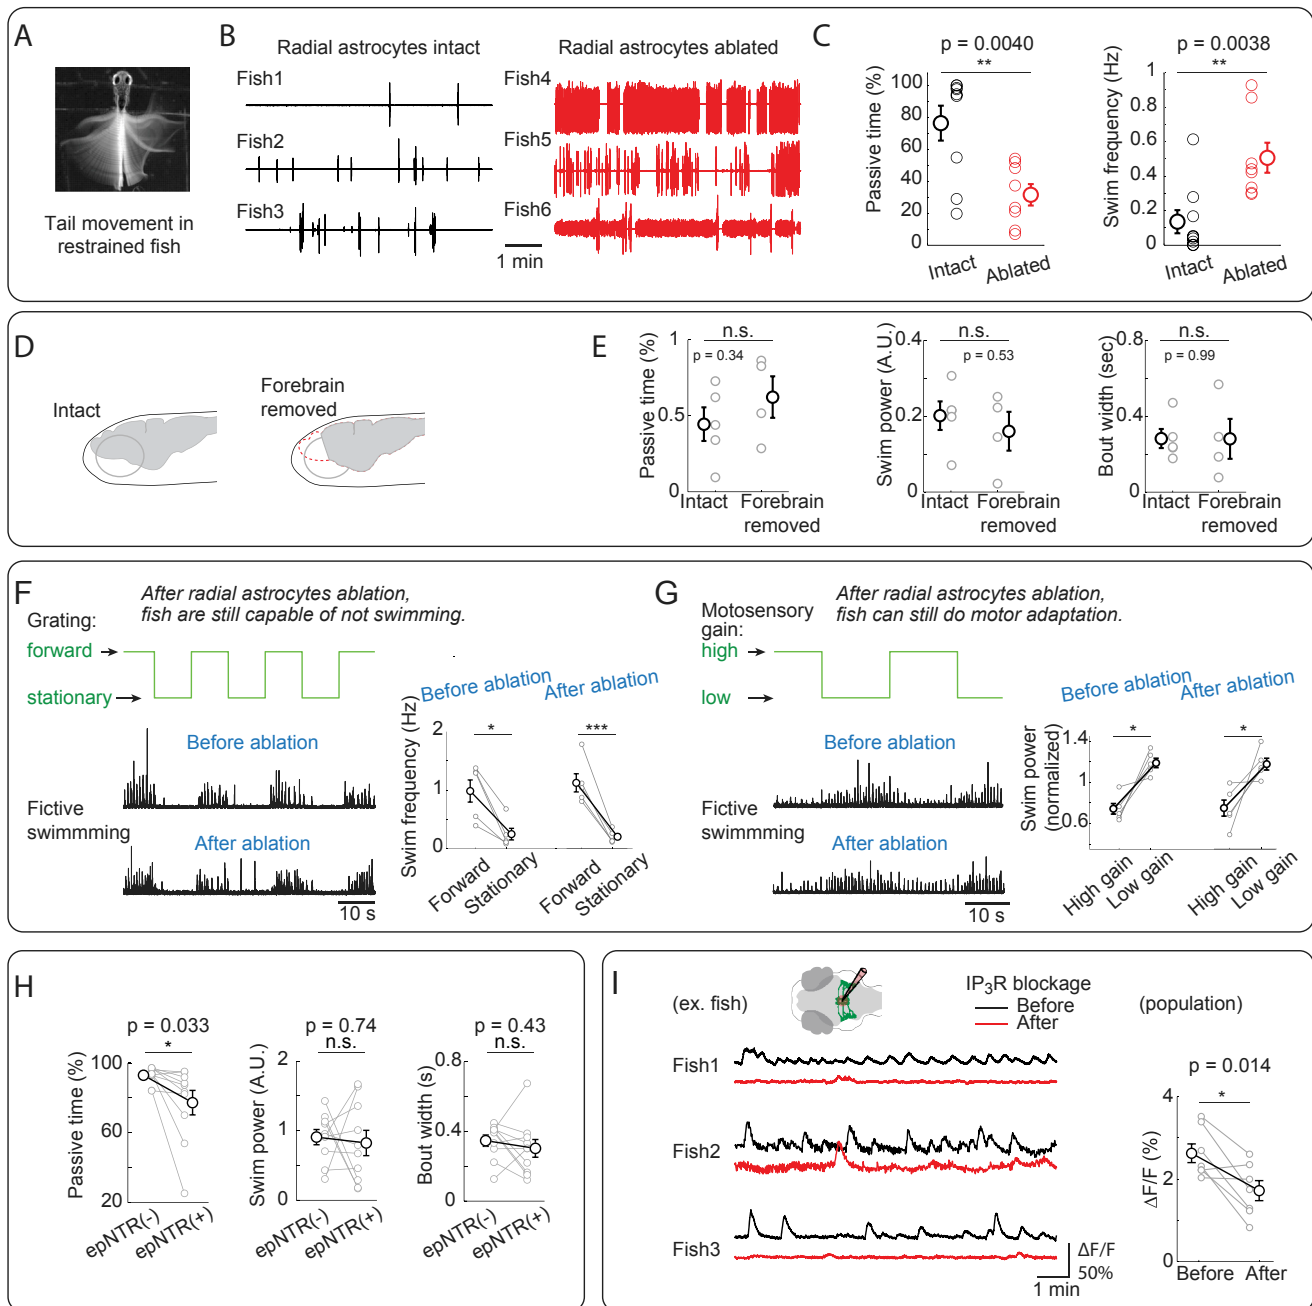 A
Tail movement in
restrained fish
B
Radial astrocytes intact
Radial astrocytes ablated
Fish1
Fish2
Fish3
Fish4
Fish5
Fish6
1 min
C
p = 0.0040
**
Passive time (%)
100
80
60
40
20
0
Intact
Ablated
p = 0.0038
**
Swim frequency (Hz)
1
0.8
0.6
0.4
0.2
0
Intact
Ablated
D
Intact
Forebrain
removed
E
n.s.
p = 0.34
Passive time (%)
1
0.5
0
Intact
Forebrain
removed
n.s.
p = 0.53
Swim power (A.U.)
0.4
0.2
0
Intact
Forebrain
removed
n.s.
p = 0.99
Bout width (sec)
0.8
0.4
0
Intact
Forebrain
removed
F
After radial astrocytes ablation,
fish are still capable of not swimming.
Grating:
forward
stationary
Before ablation
Fictive
swimmming
After ablation
10 s
Before ablation
After ablation
*
***
Swim frequency (Hz)
2
1
0
Forward
Stationary
Forward
Stationary
G
After radial astrocytes ablation,
fish can still do motor adaptation.
Motosensory
gain:
high
low
Before ablation
Fictive
swimmming
After ablation
10 s
Before ablation
After ablation
*
*
Swim power
(normalized)
1.4
1
0.6
High gain
Low gain
High gain
Low gain
H
p = 0.033
*
Passive time (%)
100
60
20
epNTR(-)
epNTR(+)
p = 0.74
n.s.
Swim power (A.U.)
2
1
0
epNTR(-)
epNTR(+)
p = 0.43
n.s.
Bout width (s)
0.8
0.4
0
epNTR(-)
epNTR(+)
I
(ex. fish)
IP3R blockage
Before
After
(population)
Fish1
Fish2
Fish3
ΔF/F
50%
1 min
p = 0.014
*
ΔF/F (%)
4
2
0
Before
After